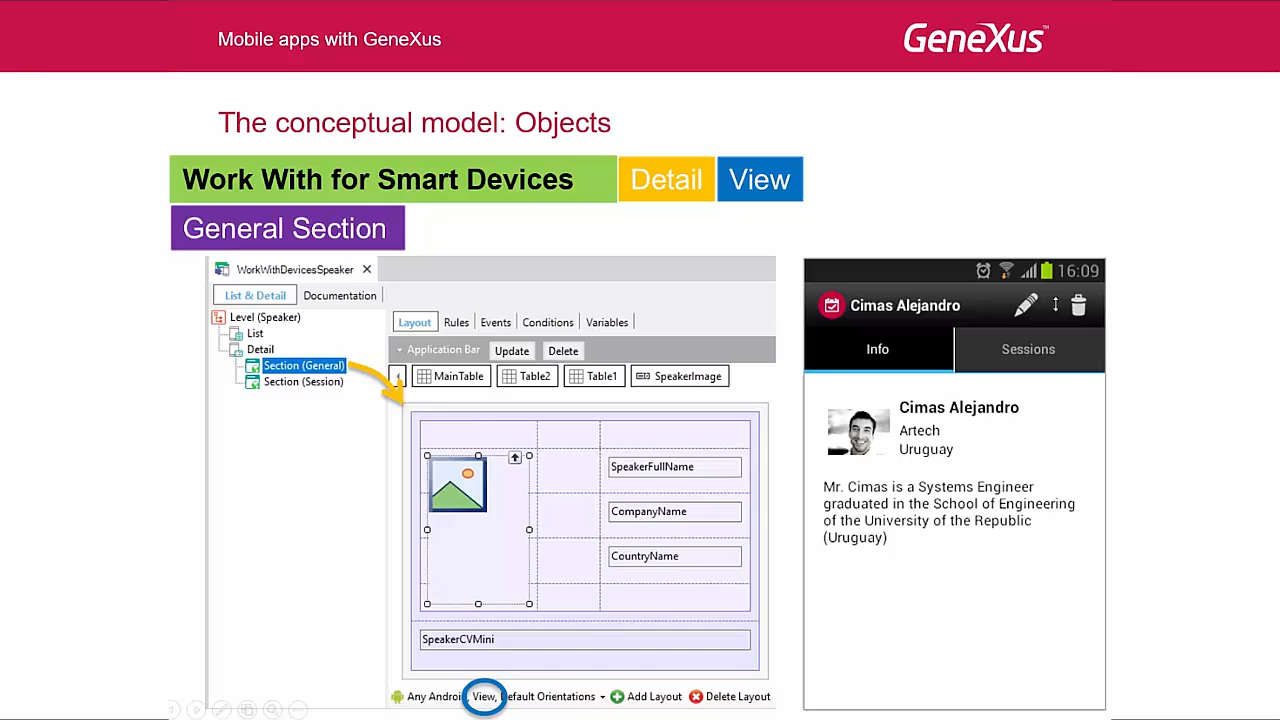 Mobile apps with GeneXus
GeneXus™
The conceptual model: Objects
Work With for Smart Devices
Detail
View
General Section
WorkWithDevicesSpeaker
List & Detail
Documentation
Level (Speaker)
List
Detail
Section (General)
Section (Session)
Layout
Rules
Events
Conditions
Variables
Application Bar
Update
Delete
MainTable
Table2
Table1
SpeakerImage
SpeakerFullName
CompanyName
CountryName
SpeakerCVMini
Any Android, View, Default Orientations
Add Layout
Delete Layout
16:09
Cimas Alejandro
Info
Sessions
Cimas Alejandro
Artech
Uruguay
Mr. Cimas is a Systems Engineer
graduated in the School of Engineering
of the University of the Republic
(Uruguay)